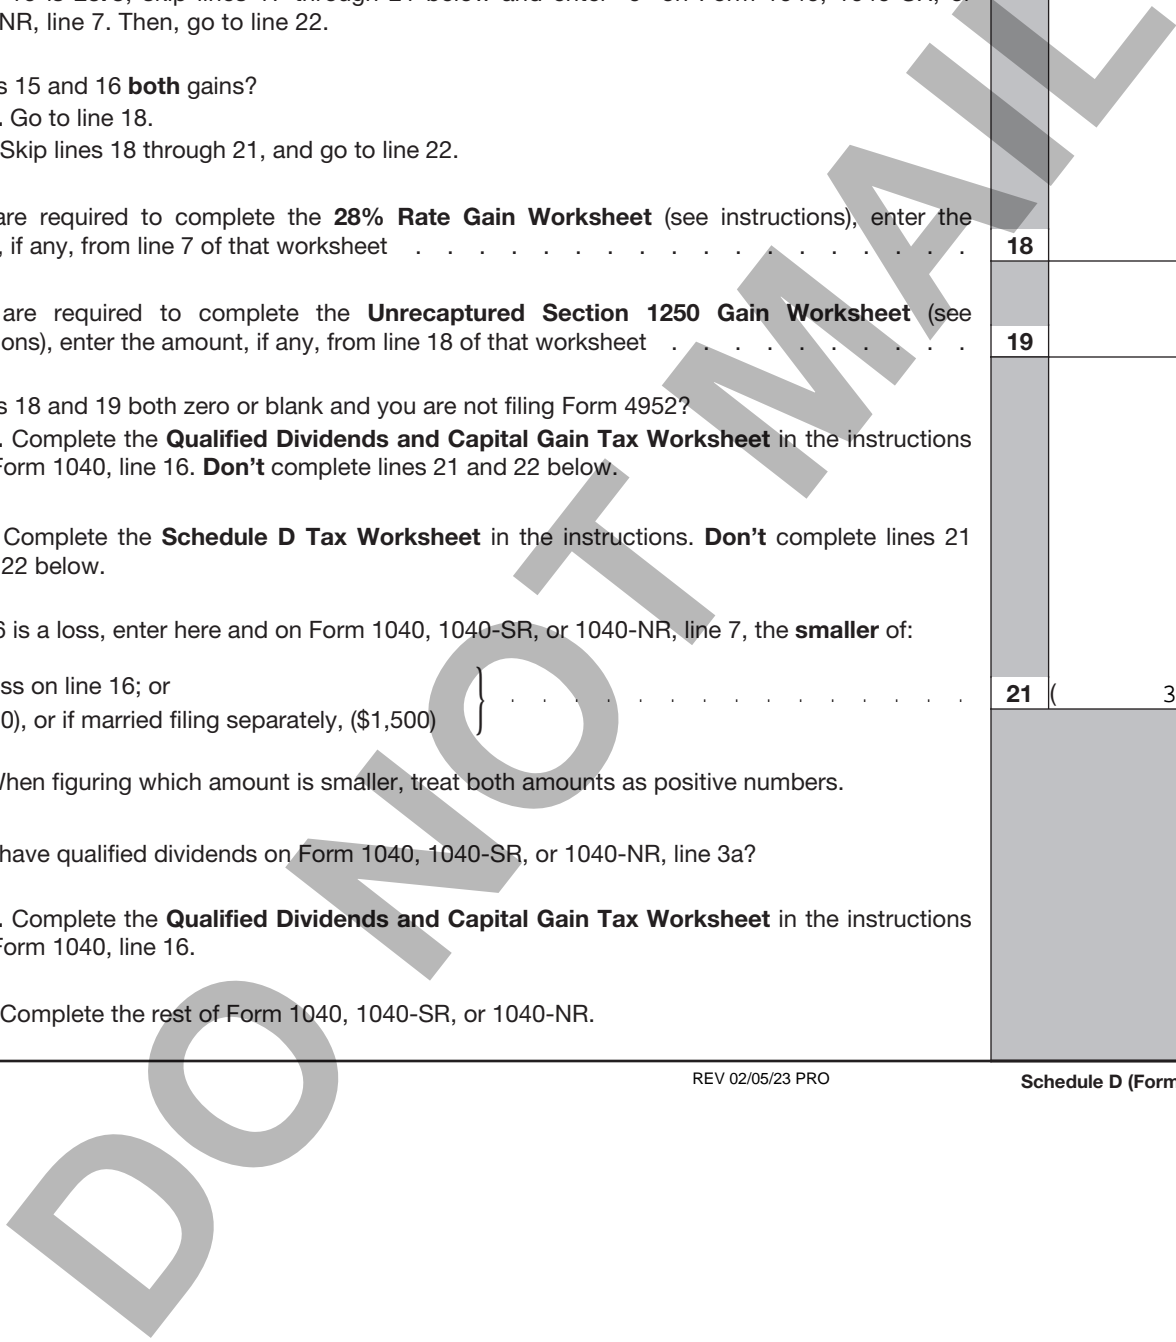 NR, line 7. Then, go to line 22.
s 15 and 16 both gains?
. Go to line 18.
Skip lines 18 through 21, and go to line 22.
are required to complete the 28% Rate Gain Worksheet (see instructions), enter the
, if any, from line 7 of that worksheet . . . . . . . . . . . . . . . . . . 18
are required to complete the Unrecaptured Section 1250 Gain Worksheet (see
ons), enter the amount, if any, from line 18 of that worksheet . . . . . . . . . . 19
s 18 and 19 both zero or blank and you are not filing Form 4952?
. Complete the Qualified Dividends and Capital Gain Tax Worksheet in the instructions
Form 1040, line 16. Don’t complete lines 21 and 22 below.
Complete the Schedule D Tax Worksheet in the instructions. Don’t complete lines 21
22 below.
6 is a loss, enter here and on Form 1040, 1040-SR, or 1040-NR, line 7, the smaller of:
ss on line 16; or
0), or if married filing separately, ($1,500) } . . . . . . . . . . . . . . . 21 ( 3
When figuring which amount is smaller, treat both amounts as positive numbers.
have qualified dividends on Form 1040, 1040-SR, or 1040-NR, line 3a?
. Complete the Qualified Dividends and Capital Gain Tax Worksheet in the instructions
Form 1040, line 16.
Complete the rest of Form 1040, 1040-SR, or 1040-NR.
REV 02/05/23 PRO Schedule D (Form
DO NOT MAIL